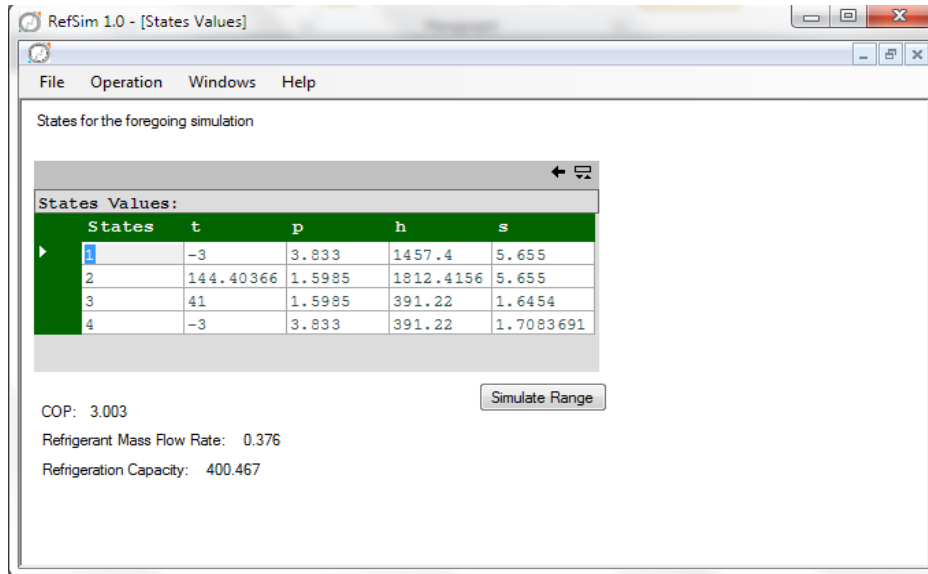 RefSim 1.0 - [States Values]
File Operation Windows Help
States for the foregoing simulation
States Values:
States t p h s
1 -3 3.833 1457.4 5.655
2 144.40366 1.5985 1812.4156 5.655
3 41 1.5985 391.22 1.6454
4 -3 3.833 391.22 1.7083691
Simulate Range
COP: 3.003
Refrigerant Mass Flow Rate: 0.376
Refrigeration Capacity: 400.467